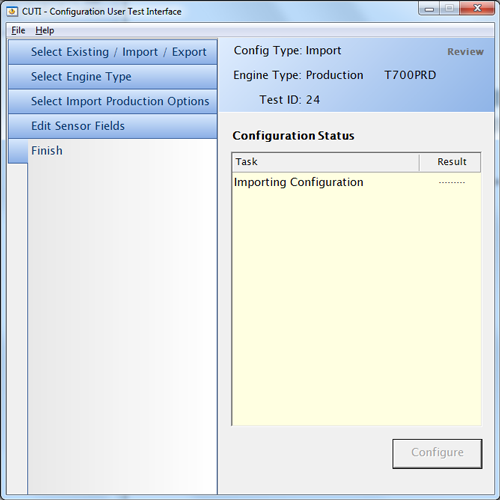 CUTI - Configuration User Test Interface
File Help
Select Existing / Import / Export
Select Engine Type
Select Import Production Options
Edit Sensor Fields
Finish
Config Type: Import Review
Engine Type: Production T700PRD
Test ID: 24
Configuration Status
Task Result
Importing Configuration ---------
Configure